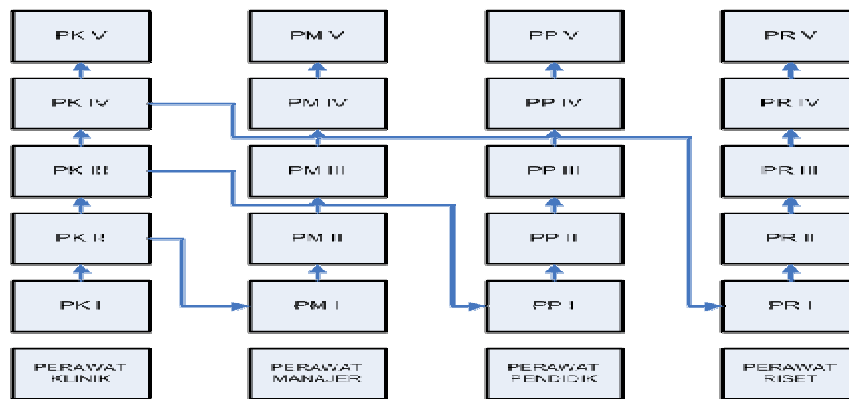 PK V
PM V
PP V
PR V
PK IV
PM IV
PP IV
PR IV
PK III
PM III
PP III
PR III
PK II
PM II
PP II
PR II
PK I
PM I
PP I
PR I
PERAWAT
KLINIK
PERAWAT
MANAJER
PERAWAT
PENDIDIK
PERAWAT
RISET